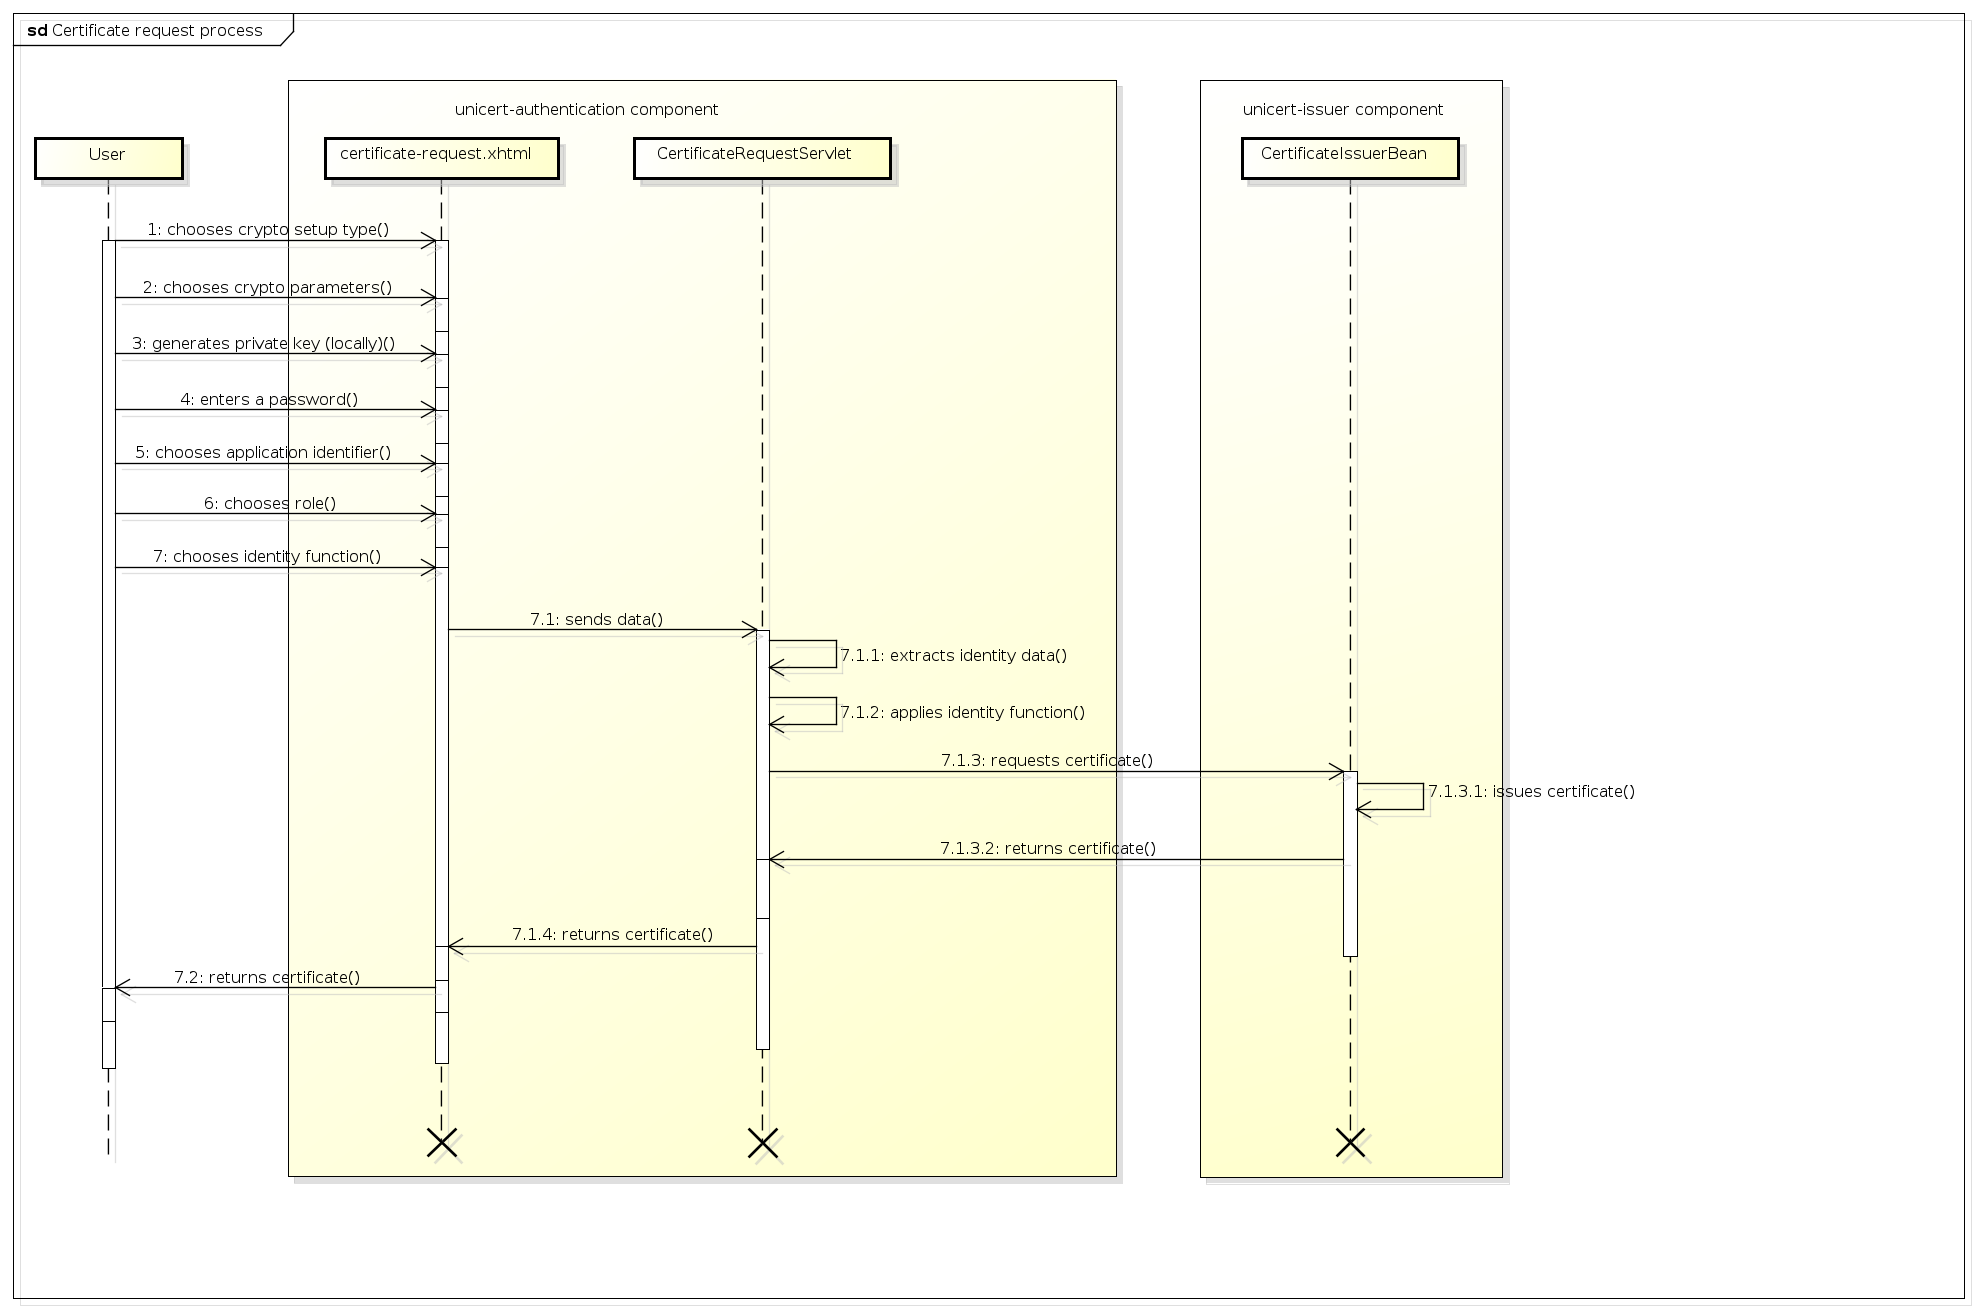 sd Certificate request process
unicert-authentication component
unicert-issuer component
User
certificate-request.xhtml
CertificateRequestServlet
CertificateIssuerBean
1: chooses crypto setup type()
2: chooses crypto parameters()
3: generates private key (locally)()
4: enters a password()
5: chooses application identifier()
6: chooses role()
7: chooses identity function()
7.1: sends data()
7.1.1: extracts identity data()
7.1.2: applies identity function()
7.1.3: requests certificate()
7.1.3.1: issues certificate()
7.1.3.2: returns certificate()
7.1.4: returns certificate()
7.2: returns certificate()